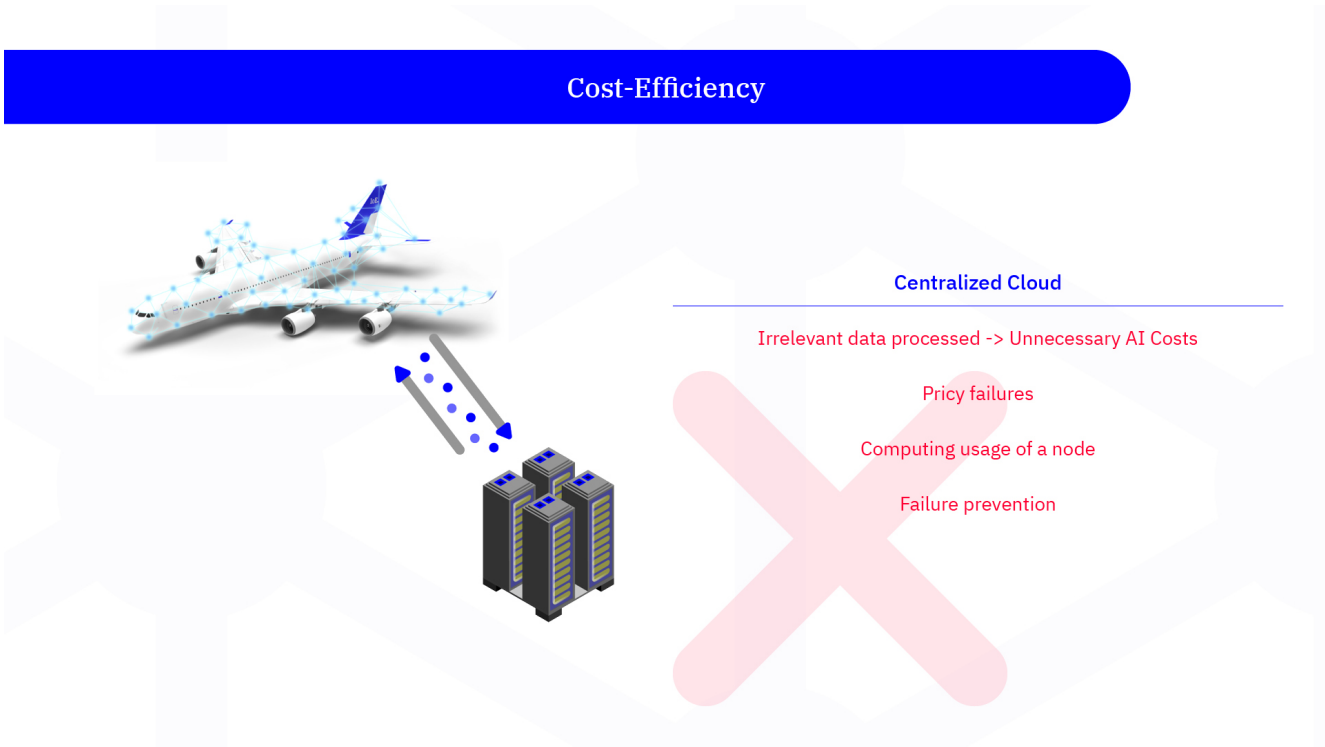 Cost-Efficiency
Centralized Cloud
Irrelevant data processed -> Unnecessary AI Costs
Pricy failures
Computing usage of a node
Failure prevention